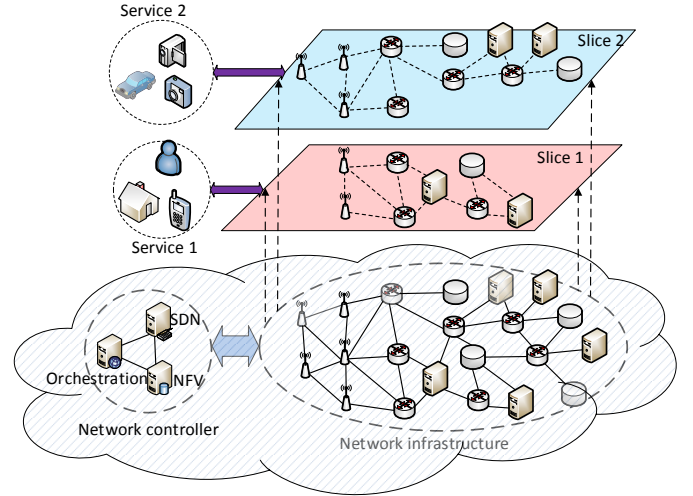 Service 2
Slice 2
Slice 1
Service 1
SDN
Orchestration
NFV
Network controller
Network infrastructure